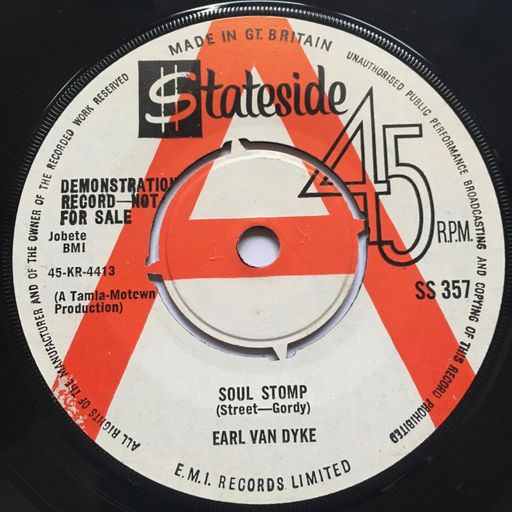 MADE IN GT. BRITAIN
ALL RIGHTS OF THE MANUFACTURER AND OF THE OWNER OF THE RECORDED WORK RESERVED
UNAUTHORISED PUBLIC PERFORMANCE BROADCASTING AND COPYING OF THIS RECORD PROHIBITED
$tateside
A
45
R.P.M.
DEMONSTRATION
RECORD—NOT
FOR SALE
Jobete
BMI
45-KR-4413
SS 357
(A Tamla-Motown
Production)
SOUL STOMP
(Street—Gordy)
EARL VAN DYKE
E.M.I. RECORDS LIMITED